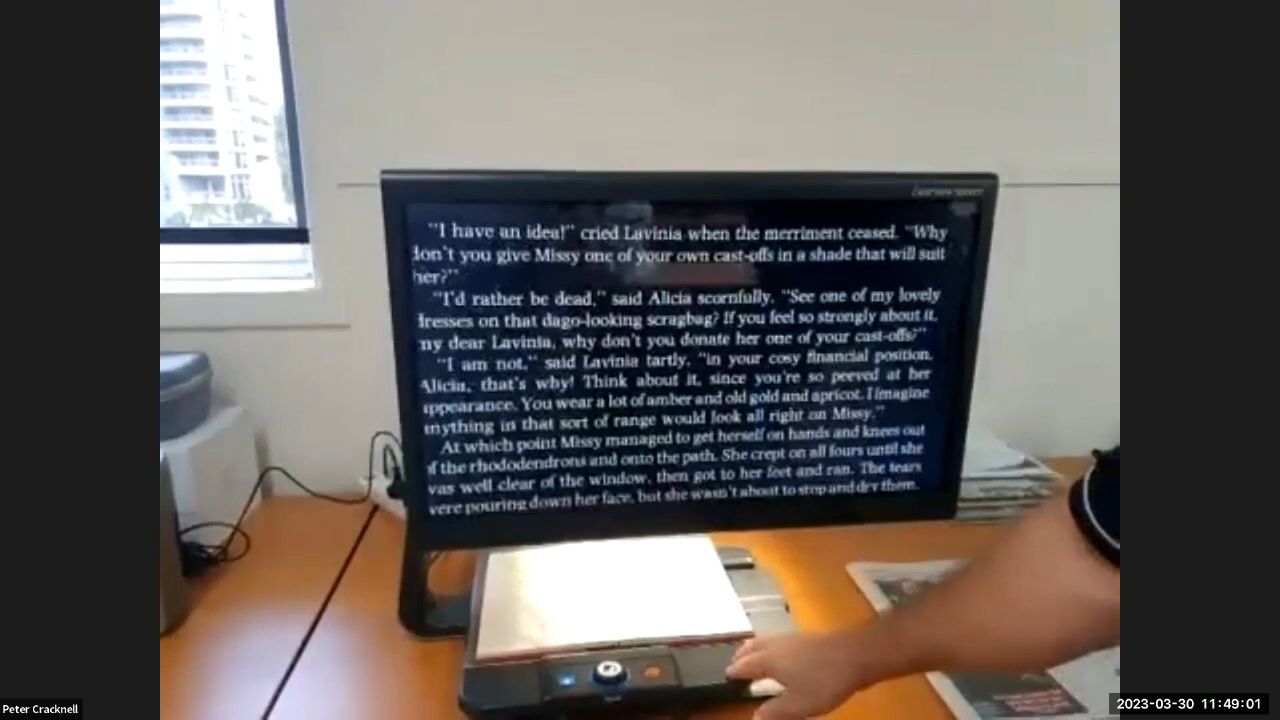 ClearView Speech
"I have an idea!" cried Lavinia when the merriment ceased. "Why
don't you give Missy one of your own cast-offs in a shade that will suit
her?"
"I'd rather be dead," said Alicia scornfully. "See one of my lovely
dresses on that dago-looking scragbag? If you feel so strongly about it,
my dear Lavinia, why don't you donate her one of your cast-offs?"
"I am not," said Lavinia tartly, "in your cosy financial position,
Alicia, that's why! Think about it, since you're so peeved at her
appearance. You wear a lot of amber and old gold and apricot. I imagine
anything in that sort of range would look all right on Missy."
At which point Missy managed to get herself on hands and knees out
of the rhododendrons and onto the path. She crept on all fours until she
was well clear of the window, then got to her feet and ran. The tears
were pouring down her face, but she wasn't about to stop and dry them,
Peter Cracknell
2023-03-30 11:49:01